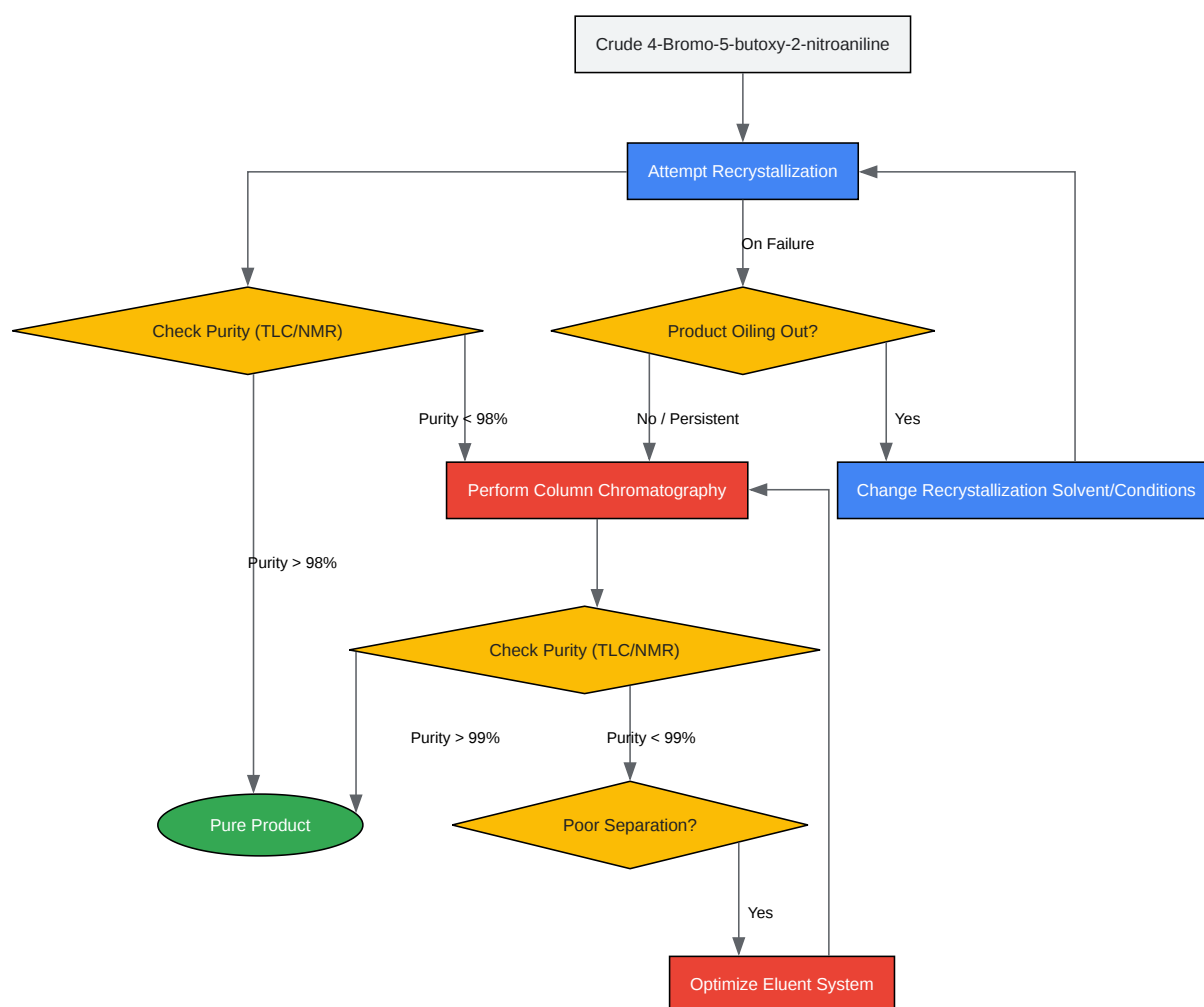 Crude 4-Bromo-5-butoxy-2-nitroaniline
Attempt Recrystallization
On Failure
Check Purity (TLC/NMR)
Product Oiling Out?
Purity < 98%
No / Persistent
Yes
Perform Column Chromatography
Change Recrystallization Solvent/Conditions
Purity > 98%
Check Purity (TLC/NMR)
Purity > 99%
Purity < 99%
Pure Product
Poor Separation?
Yes
Optimize Eluent System